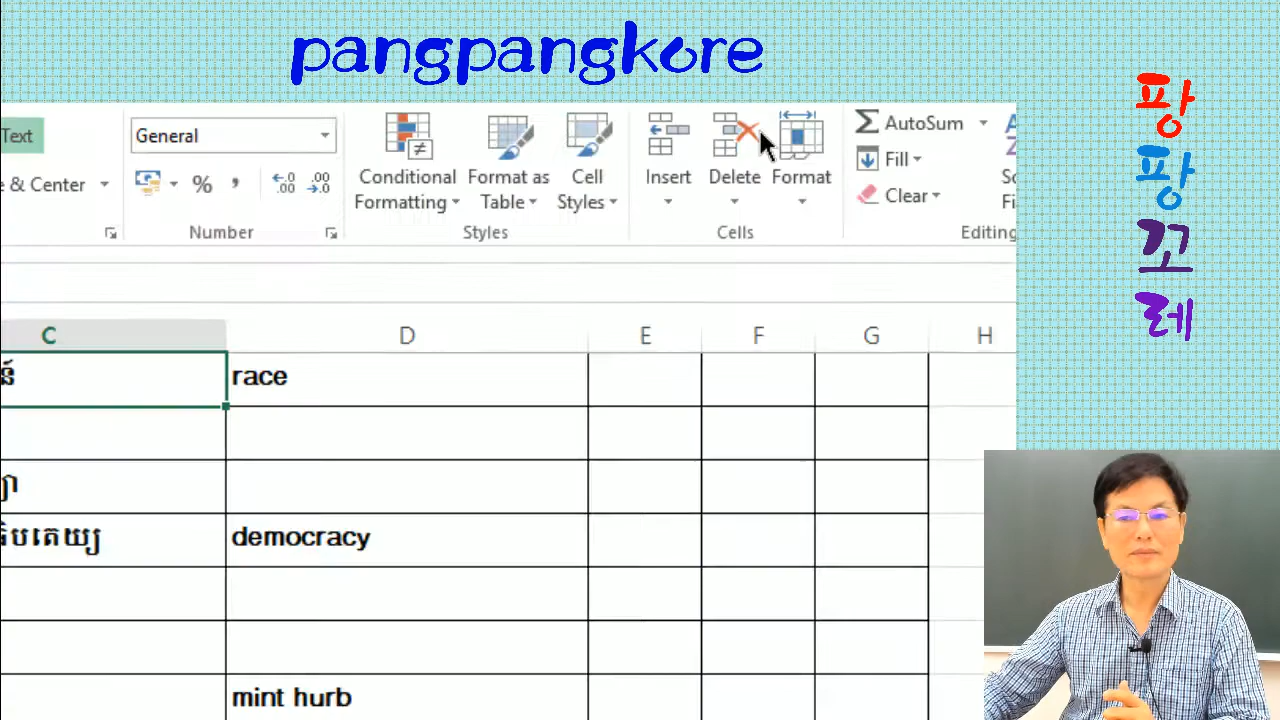 pangpangkore
팡
팡
꼬
레
Text
General
e & Center
% ,
Conditional Formatting
Format as Table
Cell Styles
Insert
Delete
Format
AutoSum
Fill
Clear
Number
Styles
Cells
Editing
C D E F G H
race
democracy
mint hurb